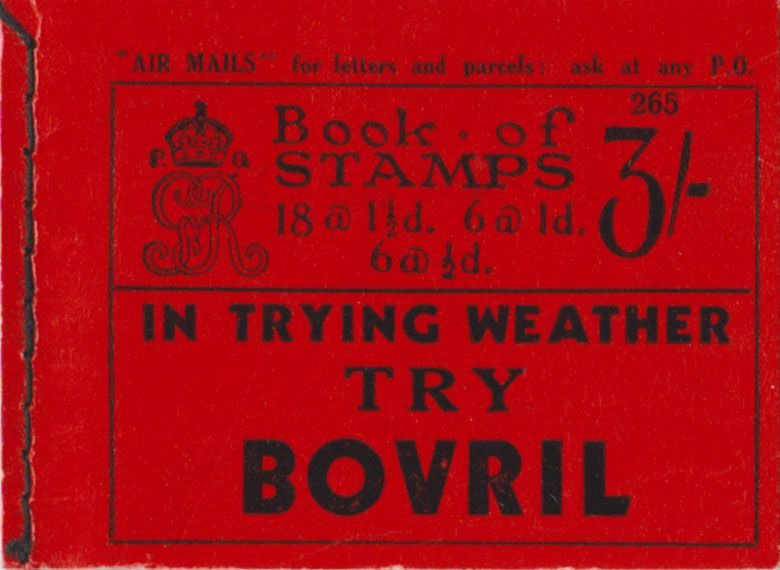 "AIR MAILS" for letters and parcels: ask at any P.O.
265
Book of
STAMPS
3/-
P. O.
GR
18 @ 1½d. 6 @ 1d.
6 @ ½d.
IN TRYING WEATHER
TRY
BOVRIL